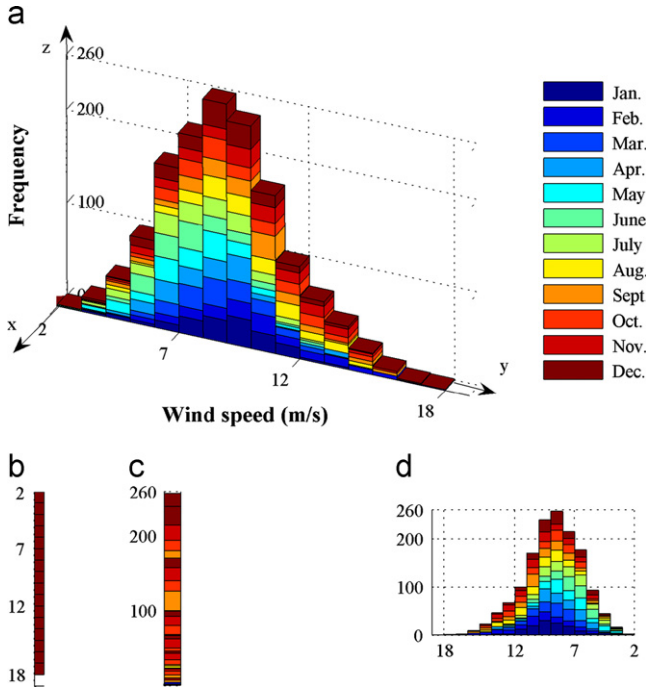 a
z
260
200
100
0
Frequency
x
2
7
12
18
y
Wind speed (m/s)
Jan.
Feb.
Mar.
Apr.
May
June
July
Aug.
Sept.
Oct.
Nov.
Dec.
b
2
7
12
18
c
260
200
100
d
260
200
100
0
18
12
7
2